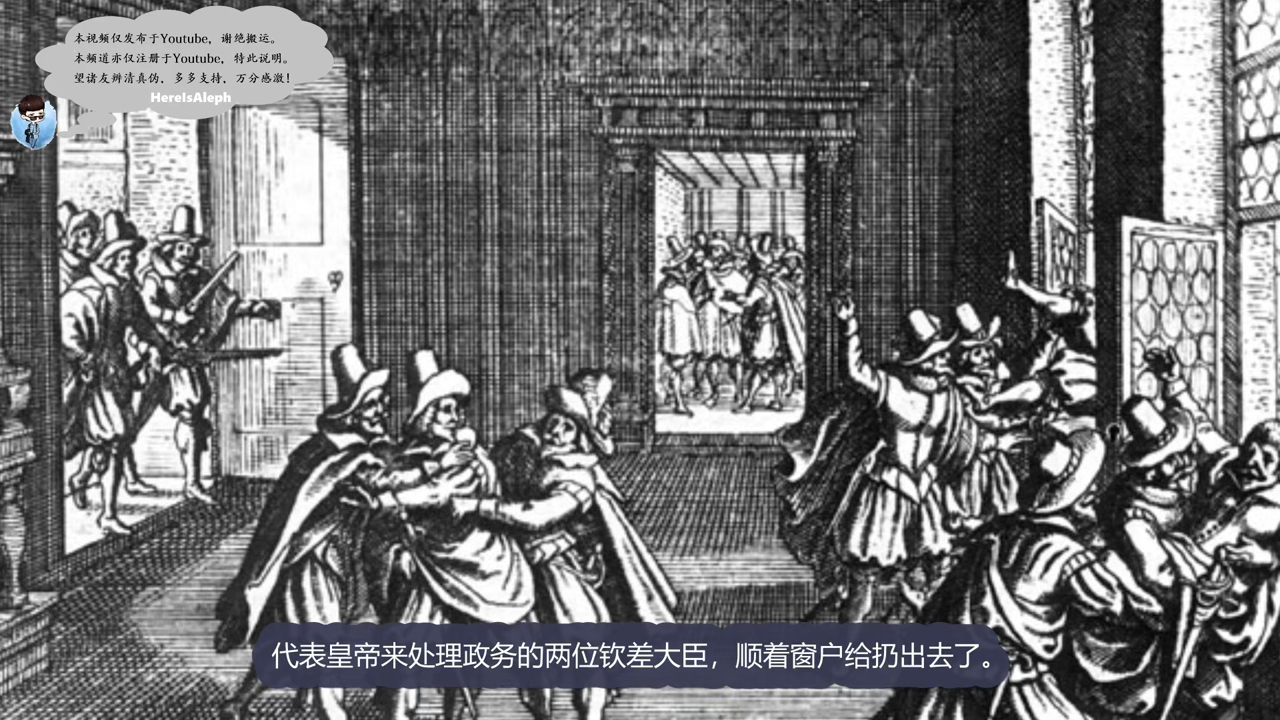 本视频仅发布于Youtube，谢绝搬运。
本频道亦仅注册于Youtube，特此说明。
望诸友辨清真伪，多多支持，万分感激！
HereIsAleph
代表皇帝来处理政务的两位钦差大臣，顺着窗户给扔出去了。